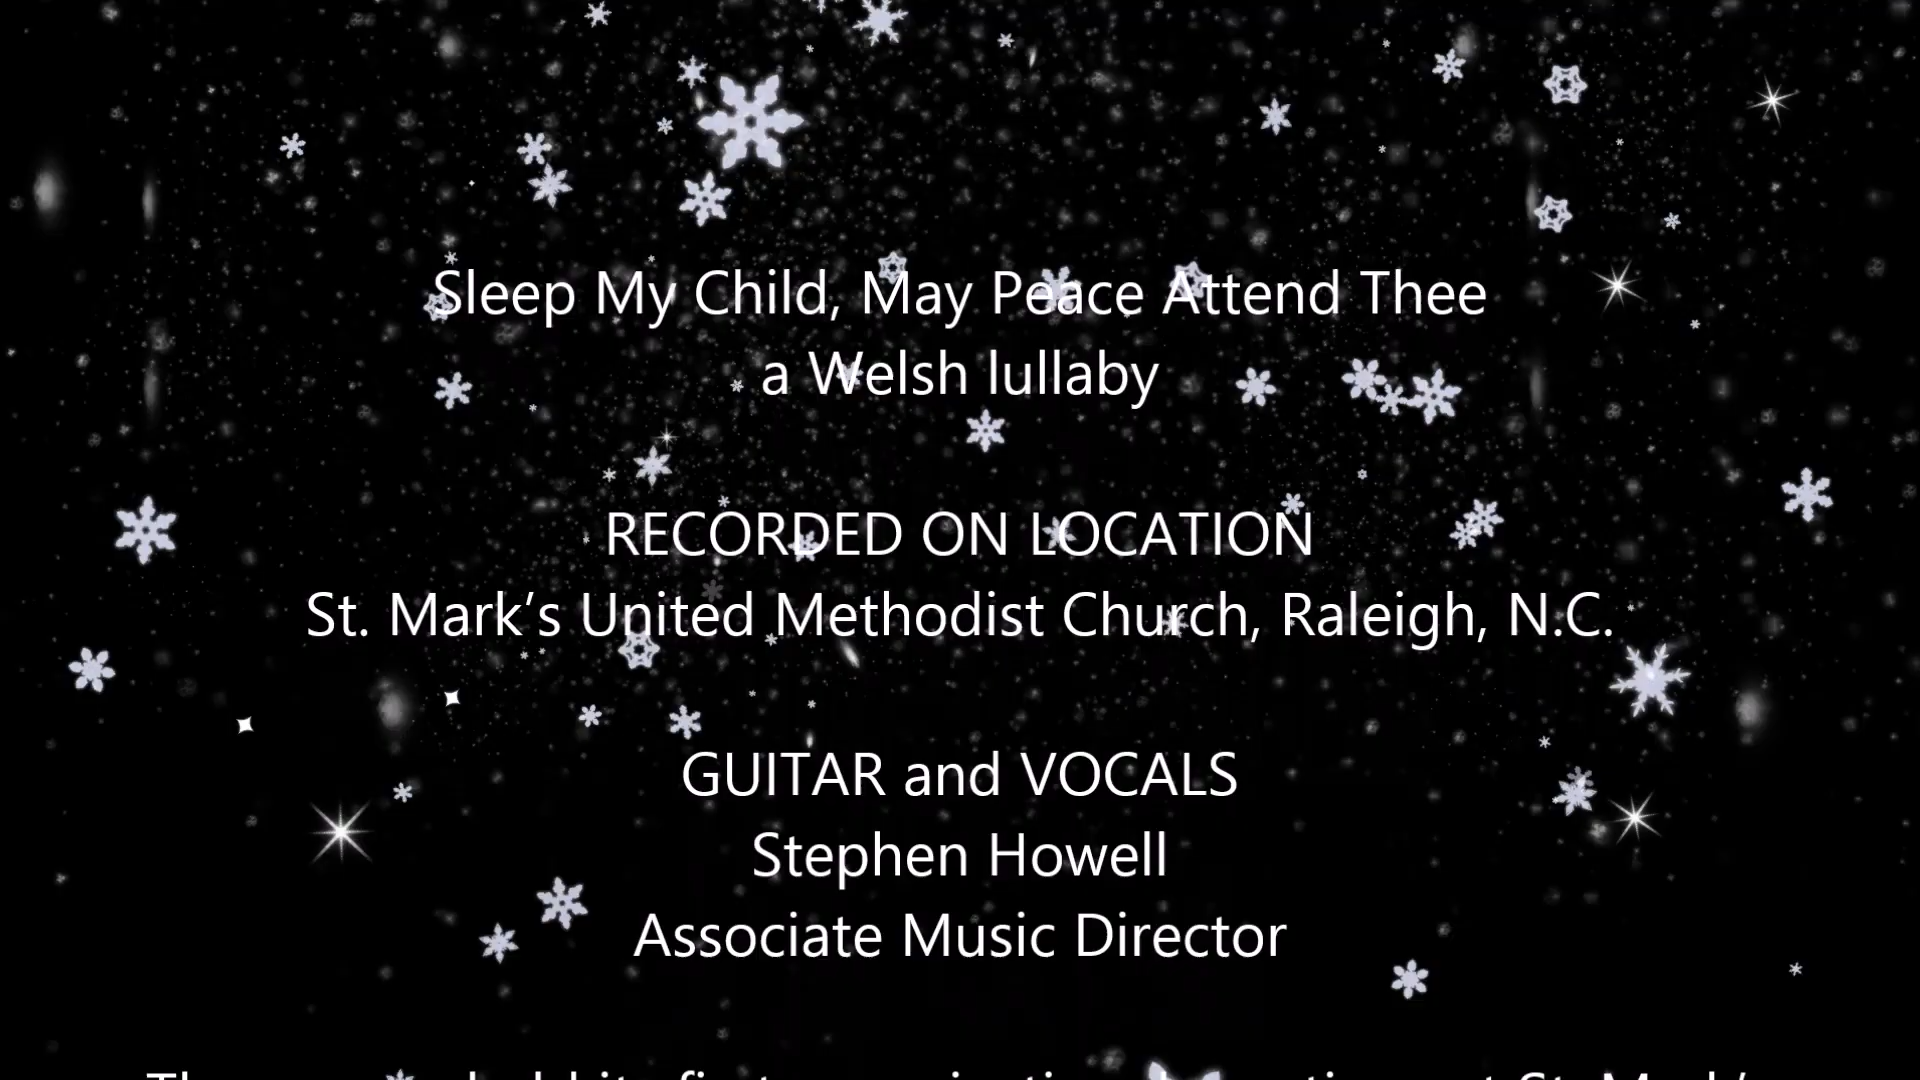 Sleep My Child, May Peace Attend Thee
a Welsh lullaby
RECORDED ON LOCATION
St. Mark’s United Methodist Church, Raleigh, N.C.
GUITAR and VOCALS
Stephen Howell
Associate Music Director